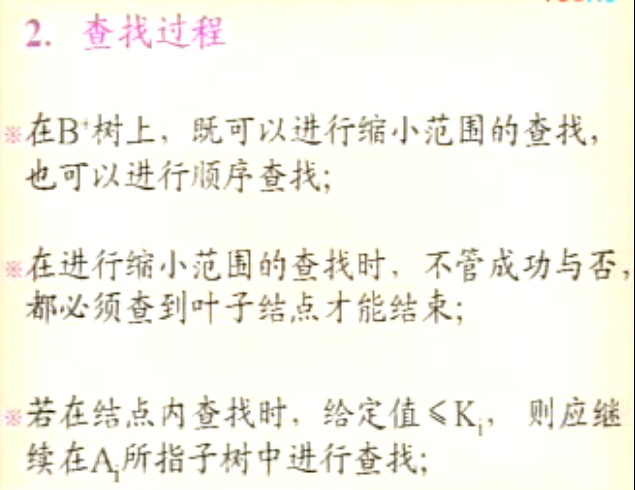 2. 查找过程
※在B⁺树上，既可以进行缩小范围的查找，
也可以进行顺序查找；
※在进行缩小范围的查找时，不管成功与否，
都必须查到叶子结点才能结束；
※若在结点内查找时，给定值≤Kᵢ，则应继
续在Aᵢ所指子树中进行查找；